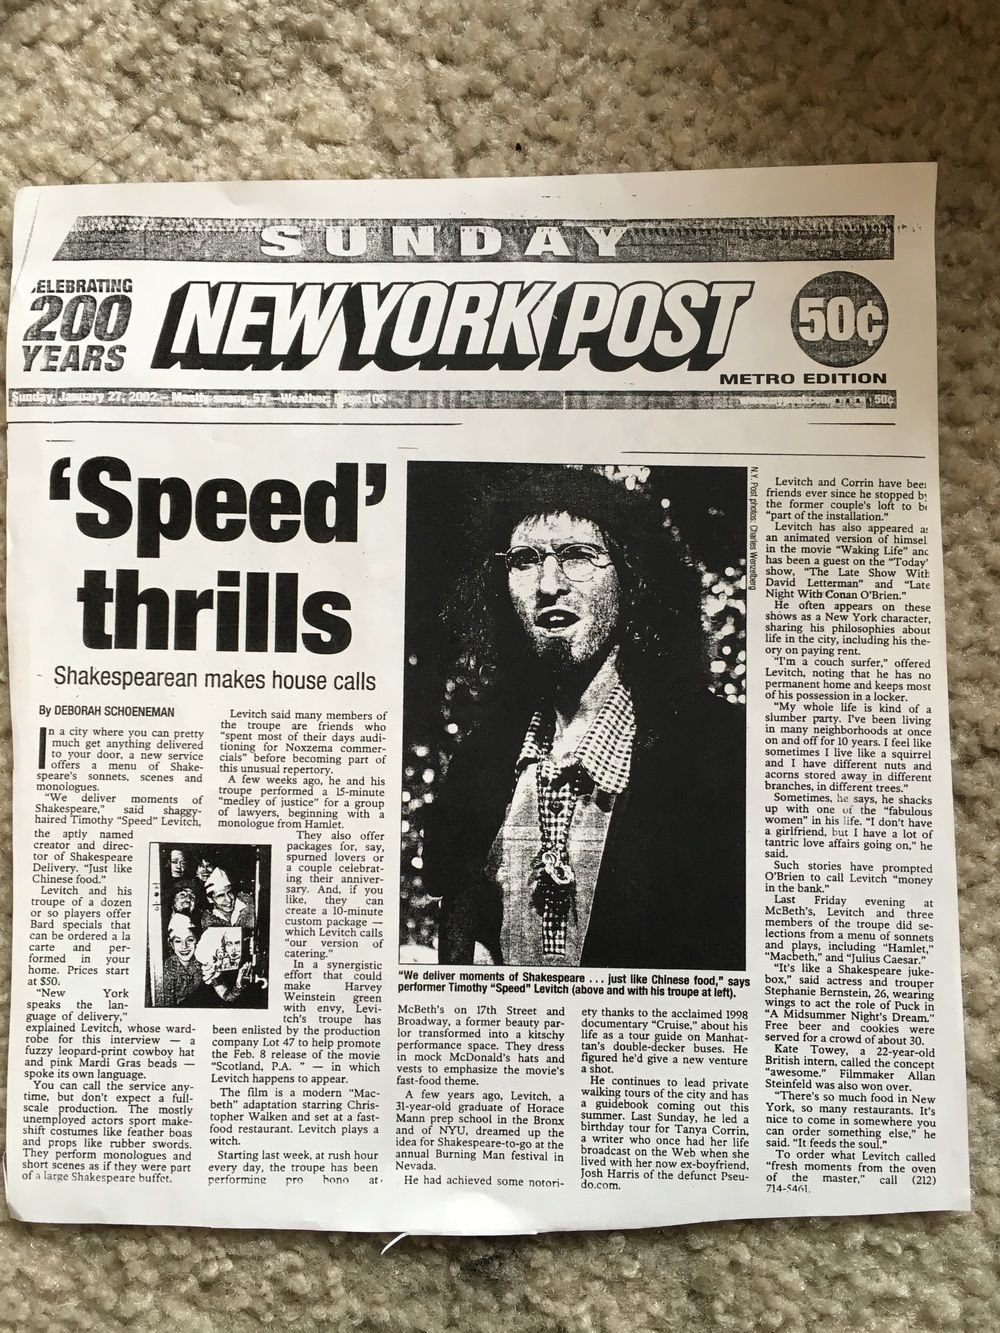 SUNDAY
ELEBRATING
200
YEARS
NEW YORK POST
50¢
METRO EDITION
Sunday, January 27, 2002 – Mostly sunny, 57 – Weather: Page 103
50¢
'Speed'
thrills
Shakespearean makes house calls
By DEBORAH SCHOENEMAN
In a city where you can pretty
much get anything delivered
to your door, a new service
offers a menu of Shake-
speare's sonnets, scenes and
monologues.
"We deliver moments of
Shakespeare," said shaggy-
haired Timothy "Speed" Levitch,
the aptly named
creator and direc-
tor of Shakespeare
Delivery. "Just like
Chinese food."
Levitch and his
troupe of a dozen
or so players offer
Bard specials that
can be ordered a la
carte and per-
formed in your
home. Prices start
at $50.
"New York
speaks the lan-
guage of delivery,"
explained Levitch, whose ward-
robe for this interview — a
fuzzy leopard-print cowboy hat
and pink Mardi Gras beads —
spoke its own language.
You can call the service any-
time, but don't expect a full-
scale production. The mostly
unemployed actors sport make-
shift costumes like feather boas
and props like rubber swords.
They perform monologues and
short scenes as if they were part
of a large Shakespeare buffet.
Levitch said many members of
the troupe are friends who
"spent most of their days audi-
tioning for Noxzema commer-
cials" before becoming part of
this unusual repertory.
A few weeks ago, he and his
troupe performed a 15-minute
"medley of justice" for a group
of lawyers, beginning with a
monologue from Hamlet.
They also offer
packages for, say,
spurned lovers or
a couple celebrat-
ing their anniver-
sary. And, if you
like, they can
create a 10-minute
custom package —
which Levitch calls
"our version of
catering."
In a synergistic
effort that could
make Harvey
Weinstein green
with envy, Levi-
tch's troupe has
been enlisted by the production
company Lot 47 to help promote
the Feb. 8 release of the movie
"Scotland, P.A. " — in which
Levitch happens to appear.
The film is a modern "Mac-
beth" adaptation starring Chris-
topher Walken and set at a fast-
food restaurant. Levitch plays a
witch.
Starting last week, at rush hour
every day, the troupe has been
performing pro bono at
N.Y. Post photos: Charles Wenzelberg
"We deliver moments of Shakespeare . . . just like Chinese food," says
performer Timothy "Speed" Levitch (above and with his troupe at left).
McBeth's on 17th Street and
Broadway, a former beauty par-
lor transformed into a kitschy
performance space. They dress
in mock McDonald's hats and
vests to emphasize the movie's
fast-food theme.
A few years ago, Levitch, a
31-year-old graduate of Horace
Mann prep school in the Bronx
and of NYU, dreamed up the
idea for Shakespeare-to-go at the
annual Burning Man festival in
Nevada.
He had achieved some notori-
ety thanks to the acclaimed 1998
documentary "Cruise," about his
life as a tour guide on Manhat-
tan's double-decker buses. He
figured he'd give a new venture
a shot.
He continues to lead private
walking tours of the city and has
a guidebook coming out this
summer. Last Sunday, he led a
birthday tour for Tanya Corrin,
a writer who once had her life
broadcast on the Web when she
lived with her now ex-boyfriend,
Josh Harris of the defunct Pseu-
do.com.
Levitch and Corrin have been
friends ever since he stopped by
the former couple's loft to be
"part of the installation."
Levitch has also appeared as
an animated version of himsel
in the movie "Waking Life" and
has been a guest on the "Today"
show, "The Late Show With
David Letterman" and "Late
Night With Conan O'Brien."
He often appears on these
shows as a New York character,
sharing his philosophies about
life in the city, including his the-
ory on paying rent.
"I'm a couch surfer," offered
Levitch, noting that he has no
permanent home and keeps most
of his possession in a locker.
"My whole life is kind of a
slumber party. I've been living
in many neighborhoods at once
on and off for 10 years. I feel like
sometimes I live like a squirrel
and I have different nuts and
acorns stored away in different
branches, in different trees."
Sometimes, he says, he shacks
up with one of the "fabulous
women" in his life. "I don't have
a girlfriend, but I have a lot of
tantric love affairs going on," he
said.
Such stories have prompted
O'Brien to call Levitch "money
in the bank."
Last Friday evening at
McBeth's, Levitch and three
members of the troupe did se-
lections from a menu of sonnets
and plays, including "Hamlet,"
"Macbeth," and "Julius Caesar."
"It's like a Shakespeare juke-
box," said actress and trouper
Stephanie Bernstein, 26, wearing
wings to act the role of Puck in
"A Midsummer Night's Dream."
Free beer and cookies were
served for a crowd of about 30.
Kate Towey, a 22-year-old
British intern, called the concept
"awesome." Filmmaker Allan
Steinfeld was also won over.
"There's so much food in New
York, so many restaurants. It's
nice to come in somewhere you
can order something else," he
said. "It feeds the soul."
To order what Levitch called
"fresh moments from the oven
of the master," call (212)
714-5461.